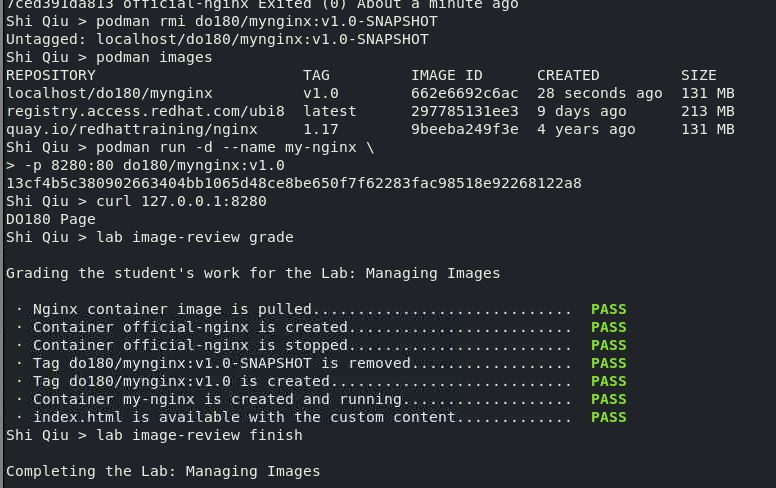 7ced391da813 official-nginx Exited (0) About a minute ago
Shi Qiu > podman rmi do180/mynginx:v1.0-SNAPSHOT
Untagged: localhost/do180/mynginx:v1.0-SNAPSHOT
Shi Qiu > podman images
REPOSITORY                       TAG         IMAGE ID      CREATED         SIZE
localhost/do180/mynginx          v1.0        662e6692c6ac  28 seconds ago  131 MB
registry.access.redhat.com/ubi8  latest      297785131ee3  9 days ago      213 MB
quay.io/redhattraining/nginx     1.17        9beeba249f3e  4 years ago     131 MB
Shi Qiu > podman run -d --name my-nginx \
> -p 8280:80 do180/mynginx:v1.0
13cf4b5c380902663404bb1065d48ce8be650f7f62283fac98518e92268122a8
Shi Qiu > curl 127.0.0.1:8280
DO180 Page
Shi Qiu > lab image-review grade
Grading the student's work for the Lab: Managing Images
· Nginx container image is pulled.............................  PASS
· Container official-nginx is created.........................  PASS
· Container official-nginx is stopped.........................  PASS
· Tag do180/mynginx:v1.0-SNAPSHOT is removed..................  PASS
· Tag do180/mynginx:v1.0 is created...........................  PASS
· Container my-nginx is created and running...................  PASS
· index.html is available with the custom content.............  PASS
Shi Qiu > lab image-review finish
Completing the Lab: Managing Images